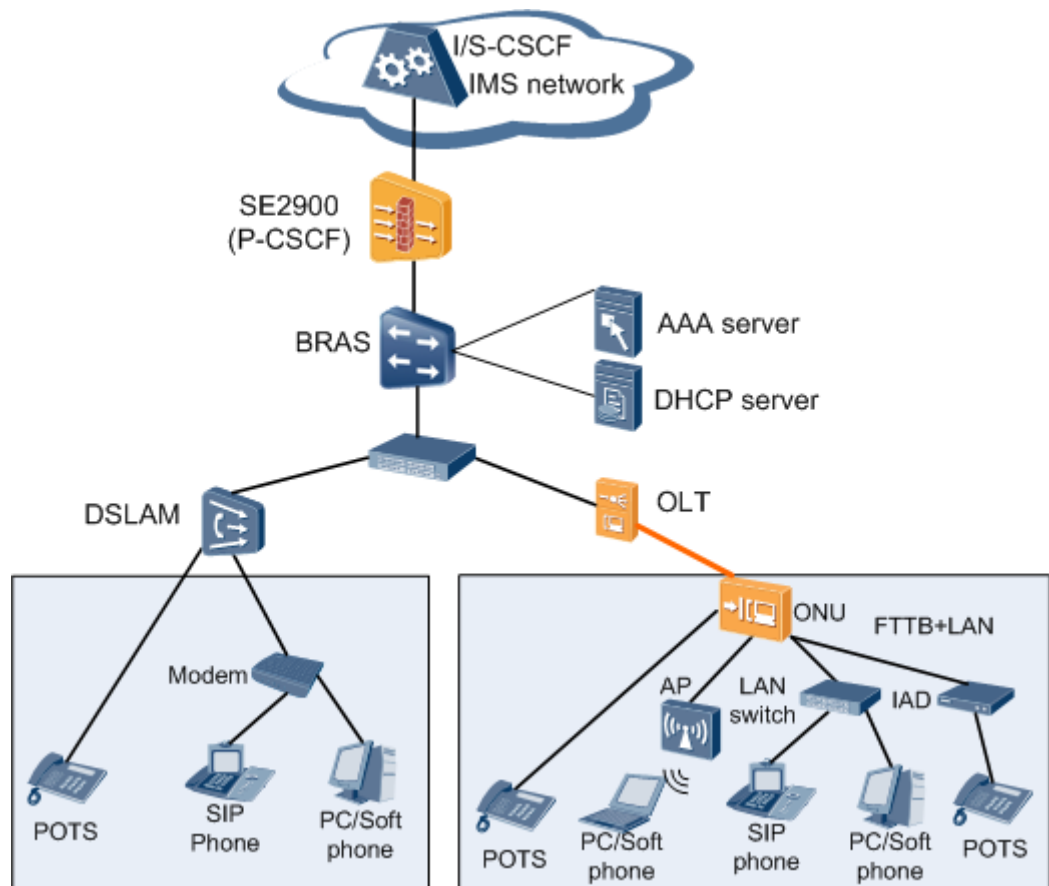 I/S-CSCF
IMS network
SE2900
(P-CSCF)
BRAS
AAA server
DHCP server
DSLAM
OLT
ONU
FTTB+LAN
Modem
AP
LAN
switch
IAD
POTS
SIP
Phone
PC/Soft
phone
POTS
PC/Soft
phone
SIP
phone
PC/Soft
phone
POTS